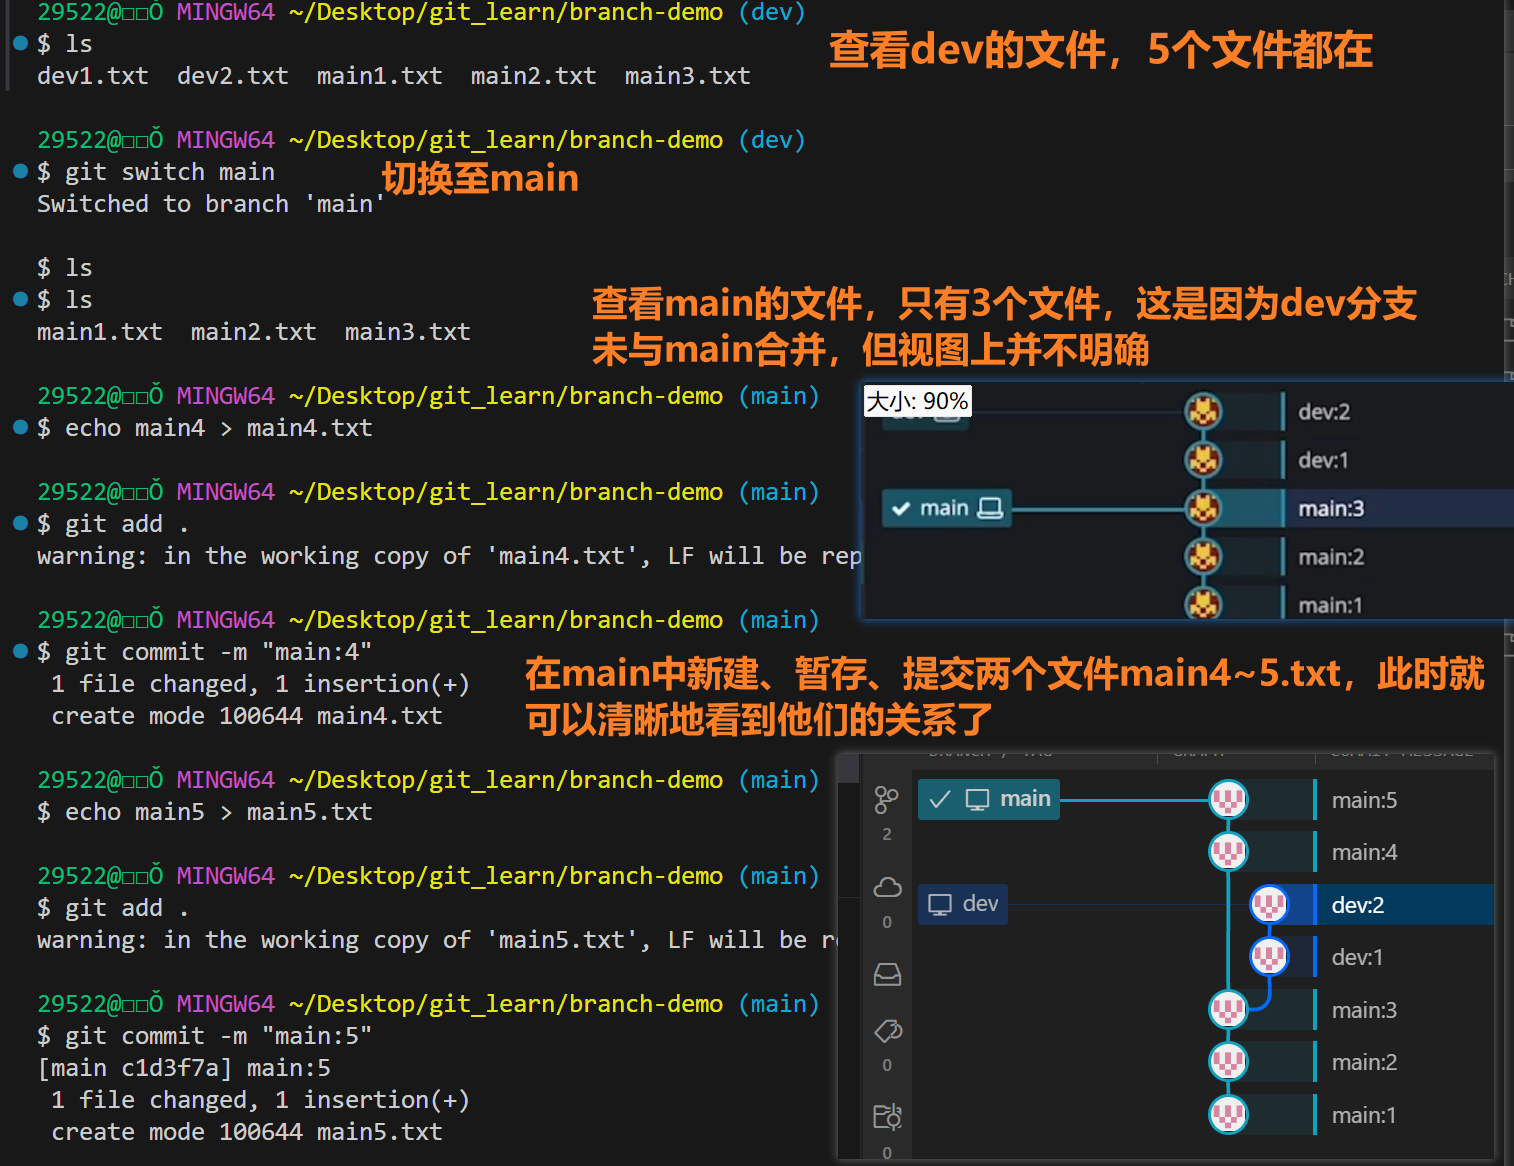 29522@□□Ǒ MINGW64 ~/Desktop/git_learn/branch-demo (dev)
$ ls
dev1.txt  dev2.txt  main1.txt  main2.txt  main3.txt
查看dev的文件，5个文件都在
29522@□□Ǒ MINGW64 ~/Desktop/git_learn/branch-demo (dev)
$ git switch main
Switched to branch 'main'
切换至main
$ ls
$ ls
main1.txt  main2.txt  main3.txt
查看main的文件，只有3个文件，这是因为dev分支
未与main合并，但视图上并不明确
29522@□□Ǒ MINGW64 ~/Desktop/git_learn/branch-demo (main)
$ echo main4 > main4.txt
29522@□□Ǒ MINGW64 ~/Desktop/git_learn/branch-demo (main)
$ git add .
warning: in the working copy of 'main4.txt', LF will be rep
大小: 90%
dev:2
dev:1
main
main:3
main:2
main:1
29522@□□Ǒ MINGW64 ~/Desktop/git_learn/branch-demo (main)
$ git commit -m "main:4"
1 file changed, 1 insertion(+)
create mode 100644 main4.txt
在main中新建、暂存、提交两个文件main4~5.txt，此时就
可以清晰地看到他们的关系了
29522@□□Ǒ MINGW64 ~/Desktop/git_learn/branch-demo (main)
$ echo main5 > main5.txt
29522@□□Ǒ MINGW64 ~/Desktop/git_learn/branch-demo (main)
$ git add .
warning: in the working copy of 'main5.txt', LF will be r
29522@□□Ǒ MINGW64 ~/Desktop/git_learn/branch-demo (main)
$ git commit -m "main:5"
[main c1d3f7a] main:5
1 file changed, 1 insertion(+)
create mode 100644 main5.txt
2
0
0
0
main
main:5
main:4
dev
dev:2
dev:1
main:3
main:2
main:1